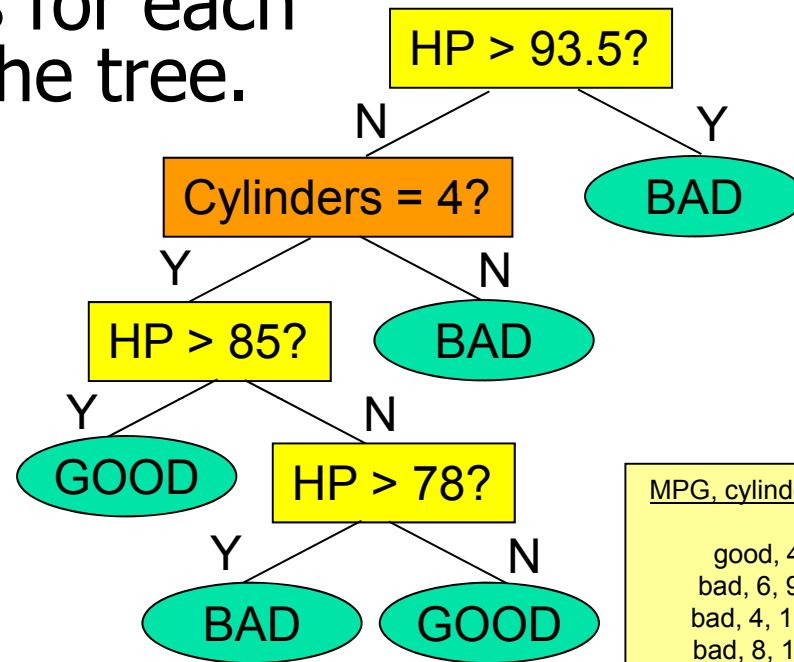 for each
he tree.
HP > 93.5?
N
Y
Cylinders = 4?
BAD
Y
N
HP > 85?
BAD
Y
N
GOOD
HP > 78?
MPG,
Y
N
good, 4
bad, 6, 9
BAD
GOOD
bad, 4, 1
bad, 8, 1